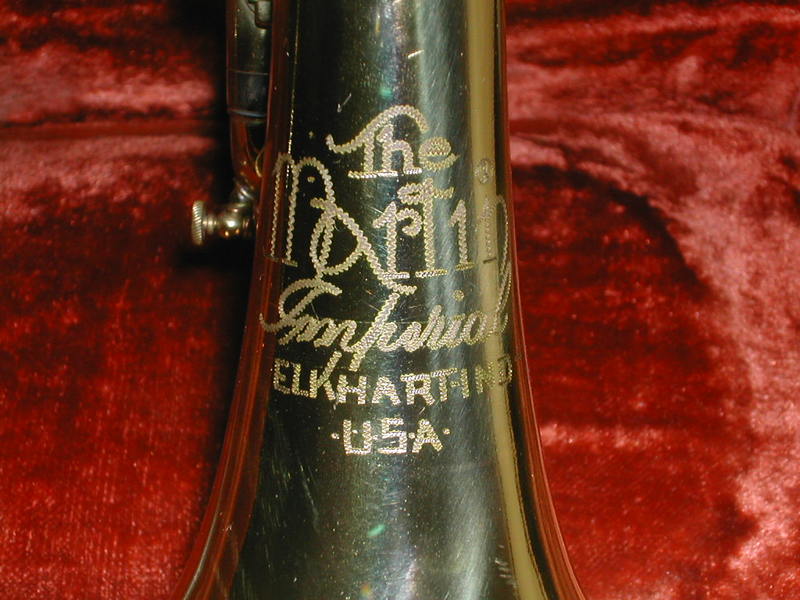 The
Martin
Imperial
ELKHART-IND
·U·S·A·